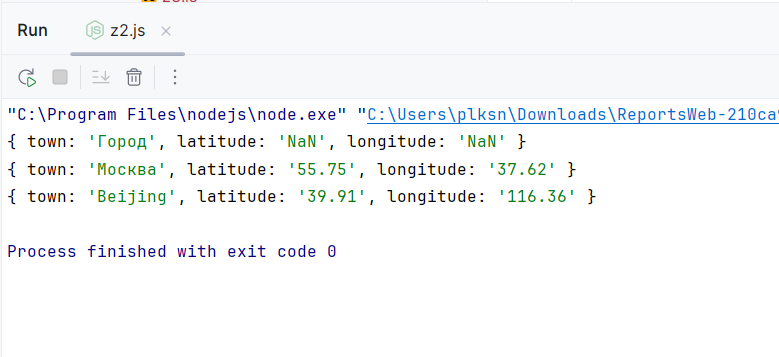 Run z2.js
"C:\Program Files\nodejs\node.exe" "C:\Users\plksn\Downloads\ReportsWeb-210ca
{ town: 'Город', latitude: 'NaN', longitude: 'NaN' }
{ town: 'Москва', latitude: '55.75', longitude: '37.62' }
{ town: 'Beijing', latitude: '39.91', longitude: '116.36' }
Process finished with exit code 0